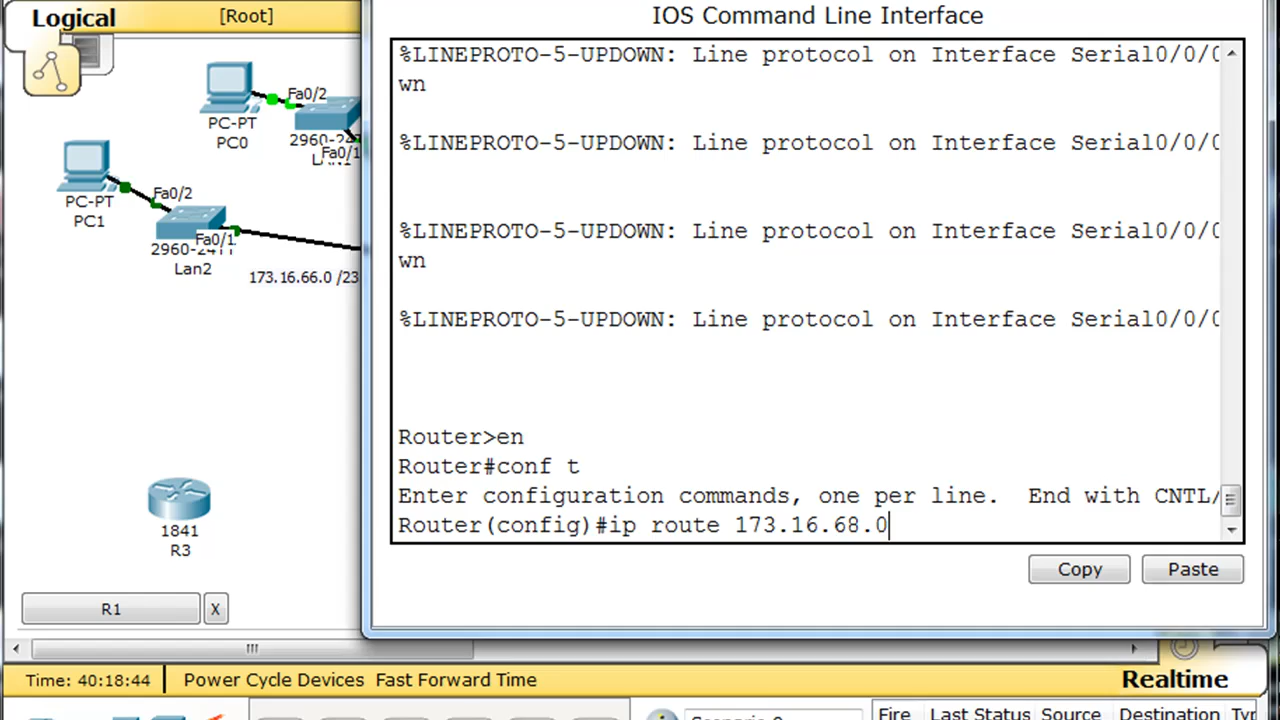 Logical
[Root]
IOS Command Line Interface
%LINEPROTO-5-UPDOWN: Line protocol on Interface Serial0/0/0
wn
%LINEPROTO-5-UPDOWN: Line protocol on Interface Serial0/0/0
%LINEPROTO-5-UPDOWN: Line protocol on Interface Serial0/0/0
wn
%LINEPROTO-5-UPDOWN: Line protocol on Interface Serial0/0/0
Router>en
Router#conf t
Enter configuration commands, one per line.  End with CNTL/
Router(config)#ip route 173.16.68.0
Copy
Paste
Fa0/2
PC-PT
PC0
Fa0/1
PC-PT
PC1
Fa0/2
Fa0/1
Lan2
173.16.66.0 /23
1841
R3
R1
X
Time: 40:18:44
Power Cycle Devices Fast Forward Time
Realtime
Fire
Last Status
Source
Destination